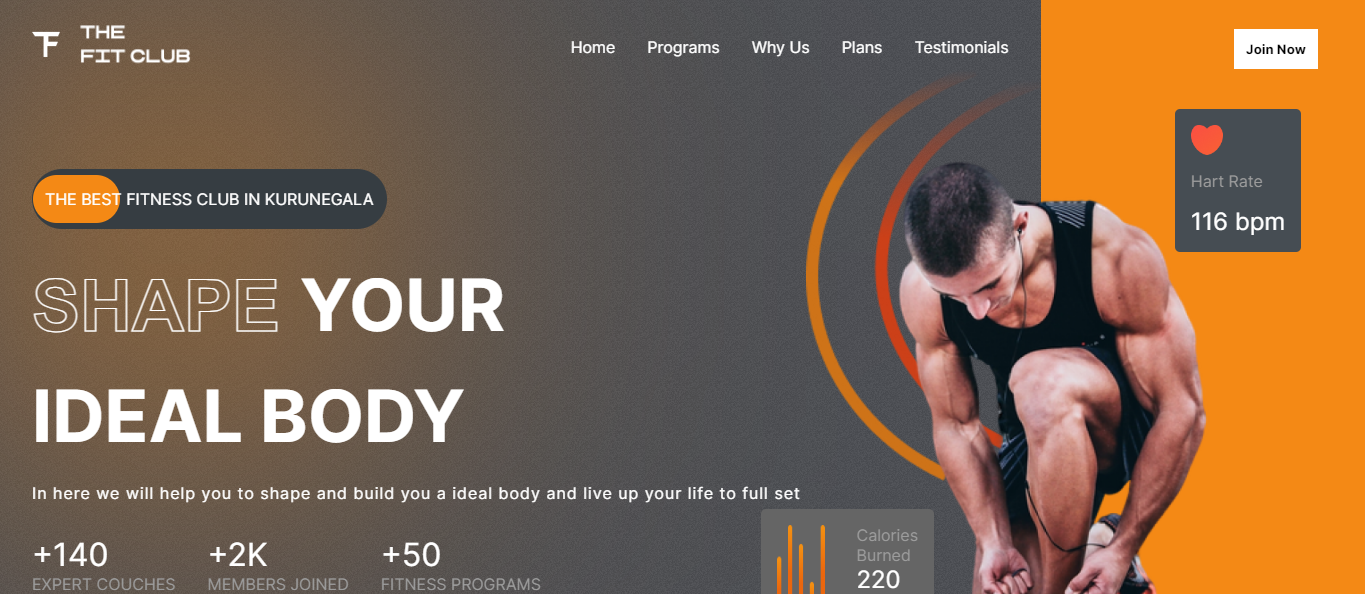 THE
FIT CLUB
Home
Programs
Why Us
Plans
Testimonials
Join Now
Hart Rate
116 bpm
THE BEST FITNESS CLUB IN KURUNEGALA
SHAPE YOUR
IDEAL BODY
In here we will help you to shape and build you a ideal body and live up your life to full set
+140
EXPERT COUCHES
+2K
MEMBERS JOINED
+50
FITNESS PROGRAMS
Calories
Burned
220